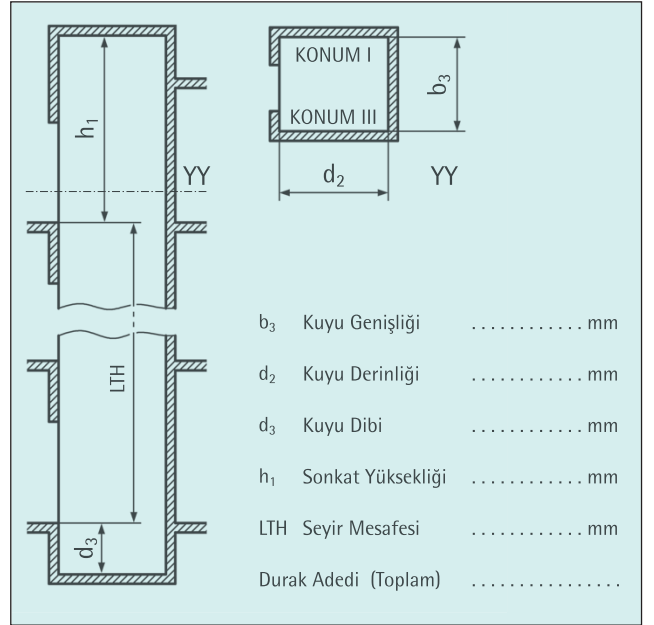 h₁
YY
LTH
d₃
KONUM I
KONUM III
b₃
d₂
YY
b₃ Kuyu Genişliği ............ mm
d₂ Kuyu Derinliği ............ mm
d₃ Kuyu Dibi ............ mm
h₁ Sonkat Yüksekliği ............ mm
LTH Seyir Mesafesi ............ mm
Durak Adedi (Toplam) ................